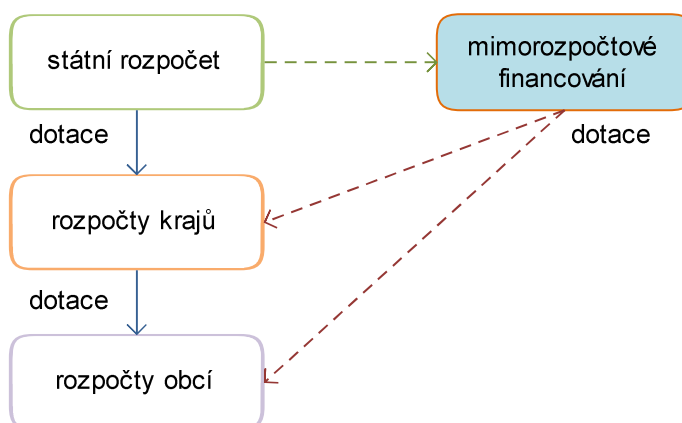 státní rozpočet
mimorozpočtové
financování
dotace
dotace
rozpočty krajů
dotace
rozpočty obcí